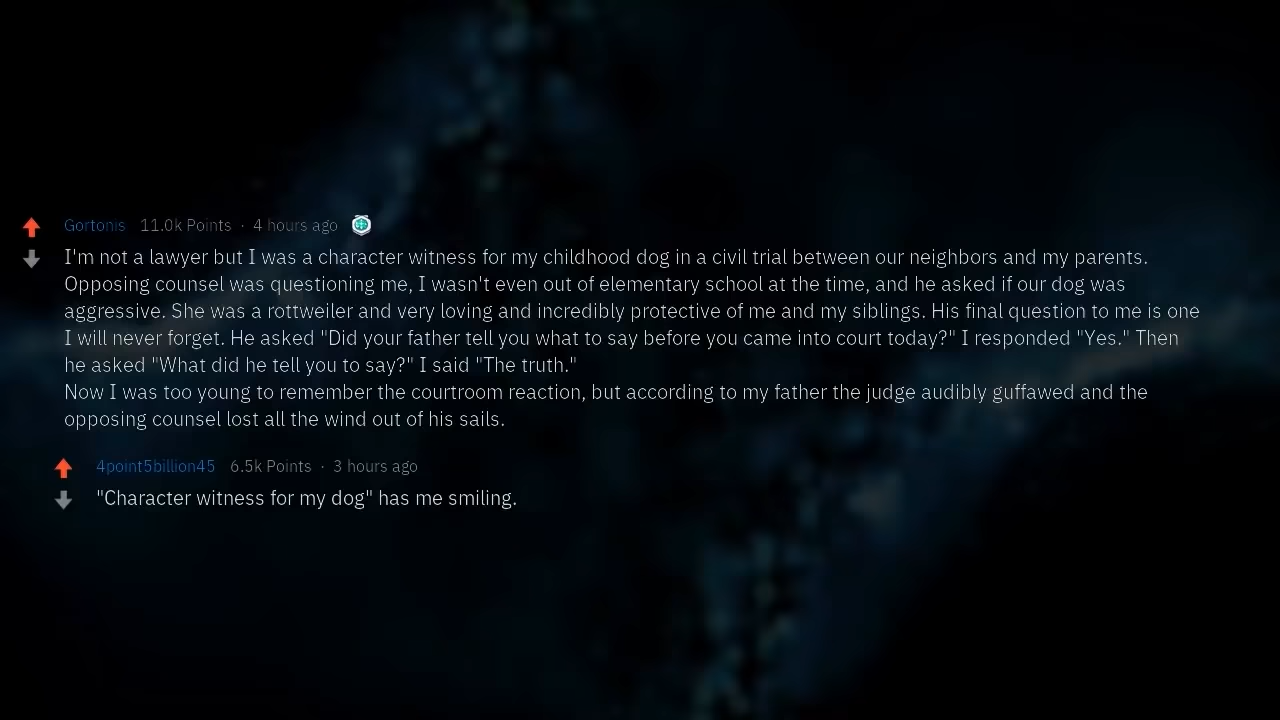 Gortonis 11.0k Points · 4 hours ago
I'm not a lawyer but I was a character witness for my childhood dog in a civil trial between our neighbors and my parents.
Opposing counsel was questioning me, I wasn't even out of elementary school at the time, and he asked if our dog was
aggressive. She was a rottweiler and very loving and incredibly protective of me and my siblings. His final question to me is one
I will never forget. He asked "Did your father tell you what to say before you came into court today?" I responded "Yes." Then
he asked "What did he tell you to say?" I said "The truth."
Now I was too young to remember the courtroom reaction, but according to my father the judge audibly guffawed and the
opposing counsel lost all the wind out of his sails.
4point5billion45 6.5k Points · 3 hours ago
"Character witness for my dog" has me smiling.